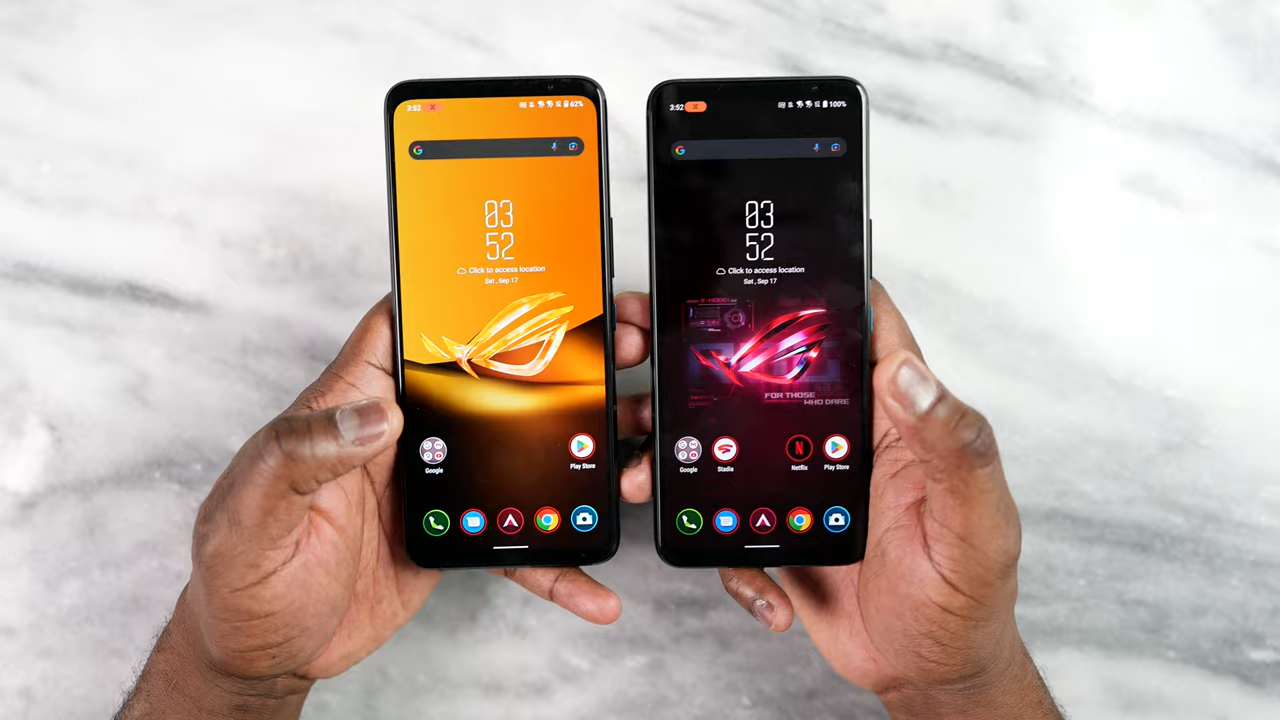 3:52
62%
03
52
Click to access location
Sat, Sep 17
Google
Play Store
3:52
100%
03
52
Click to access location
Sat, Sep 17
FOR THOSE
WHO DARE
Google
Stadia
Netflix
Play Store